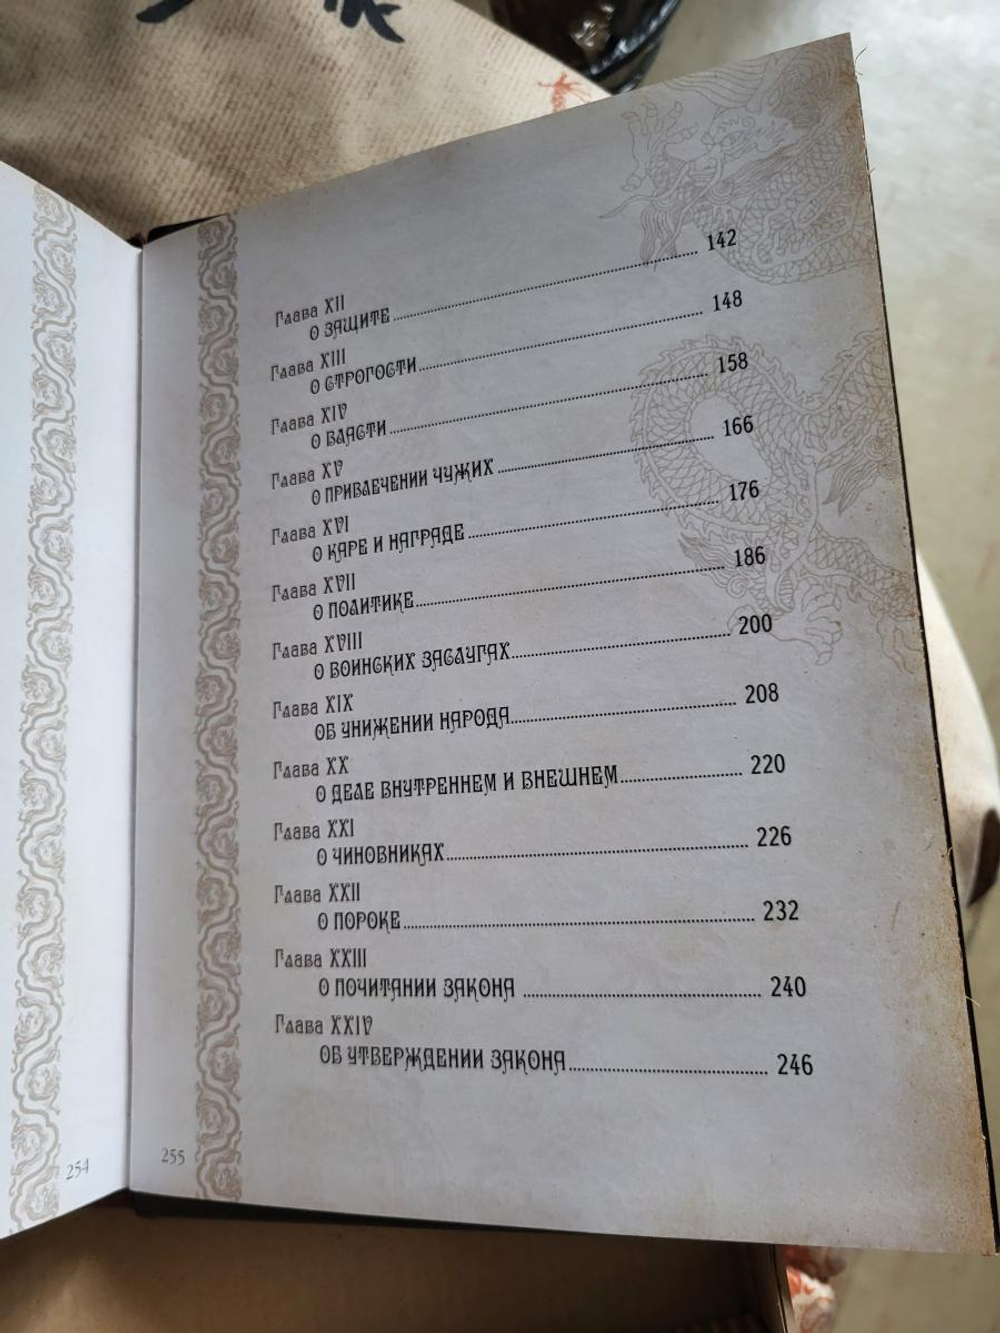 Глава XII
О ЗАЩИТЕ 142
Глава XIII
О СТРОГОСТИ 148
Глава XIV
О ВЛАСТИ 158
Глава XV
О ПРИВЛЕЧЕНИИ ЧУЖИХ 166
Глава XVI
О КАРЕ И НАГРАДЕ 176
Глава XVII
О ПОЛИТИКЕ 186
Глава XVIII
О ВОИНСКИХ ЗАСЛУГАХ 200
Глава XIX
ОБ УНИЖЕНИИ НАРОДА 208
Глава XX
О ДЕЛЕ ВНУТРЕННЕМ И ВНЕШНЕМ 220
Глава XXI
О ЧИНОВНИКАХ 226
Глава XXII
О ПОРОКЕ 232
Глава XXIII
О ПОЧИТАНИИ ЗАКОНА 240
Глава XXIV
ОБ УТВЕРЖДЕНИИ ЗАКОНА 246
254
255